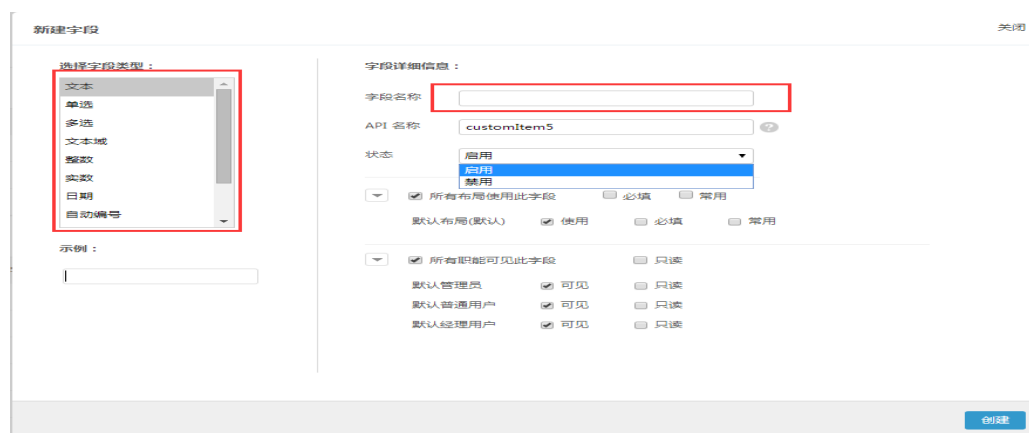 新建字段
关闭
选择字段类型：
文本
单选
多选
文本域
整数
实数
日期
自动编号
示例：
字段详细信息：
字段名称
API 名称 customItem5 ?
状态 启用
启用
禁用
所有布局使用此字段 必填 常用
默认布局(默认) 使用 必填 常用
所有职能可见此字段 只读
默认管理员 可见 只读
默认普通用户 可见 只读
默认经理用户 可见 只读
创建